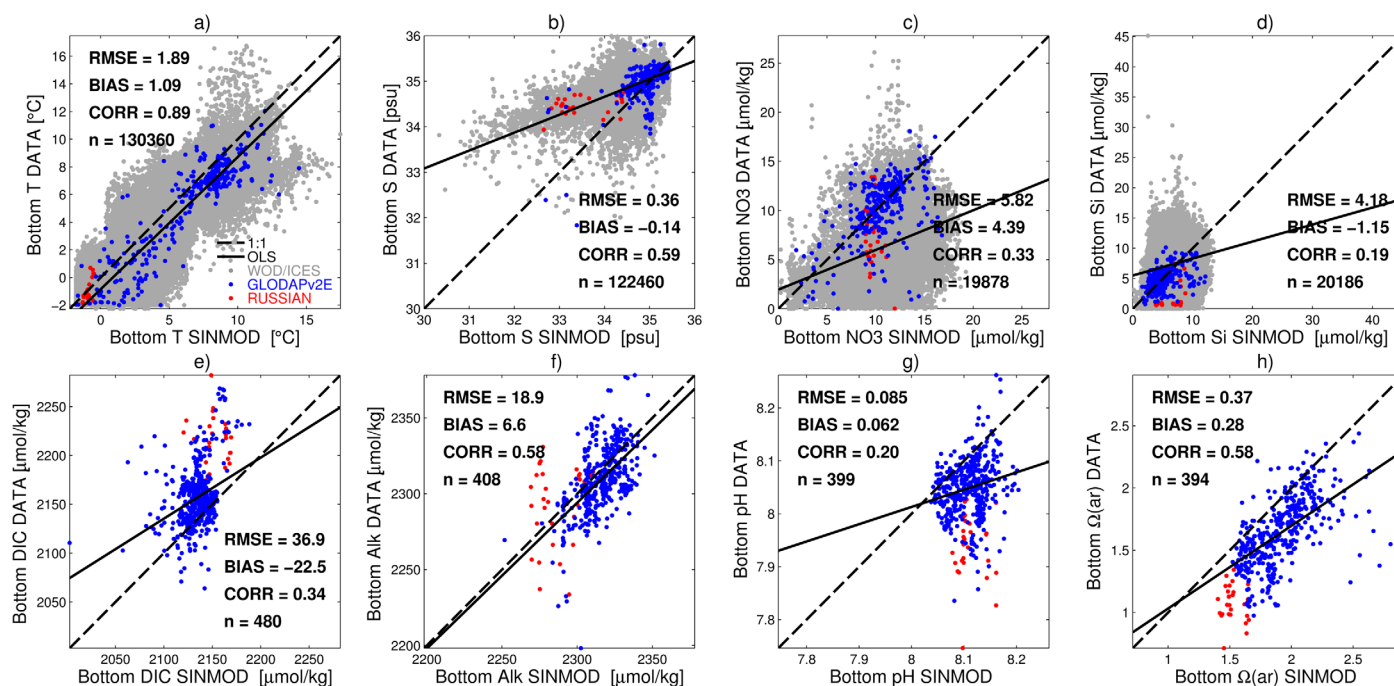 a)
RMSE = 1.89
BIAS = 1.09
CORR = 0.89
n = 130360
1:1
OLS
WOD/ICES
GLODAPv2E
RUSSIAN
16
14
12
10
8
6
4
2
0
−2
0 5 10 15
Bottom T DATA [°C]
Bottom T SINMOD [°C]
b)
36
35
34
33
32
31
30
RMSE = 0.36
BIAS = −0.14
CORR = 0.59
n = 122460
30 31 32 33 34 35 36
Bottom S DATA [psu]
Bottom S SINMOD [psu]
c)
25
20
15
10
5
0
RMSE = 5.82
BIAS = 4.39
CORR = 0.33
n = 19878
0 5 10 15 20 25
Bottom NO3 DATA [μmol/kg]
Bottom NO3 SINMOD [μmol/kg]
d)
45
40
35
30
25
20
15
10
5
0
RMSE = 4.18
BIAS = −1.15
CORR = 0.19
n = 20186
0 10 20 30 40
Bottom Si DATA [μmol/kg]
Bottom Si SINMOD [μmol/kg]
e)
2250
2200
2150
2100
2050
RMSE = 36.9
BIAS = −22.5
CORR = 0.34
n = 480
2050 2100 2150 2200 2250
Bottom DIC DATA [μmol/kg]
Bottom DIC SINMOD [μmol/kg]
f)
RMSE = 18.9
BIAS = 6.6
CORR = 0.58
n = 408
2350
2300
2250
2200
2200 2250 2300 2350
Bottom Alk DATA [μmol/kg]
Bottom Alk SINMOD [μmol/kg]
g)
RMSE = 0.085
BIAS = 0.062
CORR = 0.20
n = 399
8.2
8.1
8
7.9
7.8
7.8 7.9 8 8.1 8.2
Bottom pH DATA
Bottom pH SINMOD
h)
RMSE = 0.37
BIAS = 0.28
CORR = 0.58
n = 394
2.5
2
1.5
1
1 1.5 2 2.5
Bottom Ω(ar) DATA
Bottom Ω(ar) SINMOD